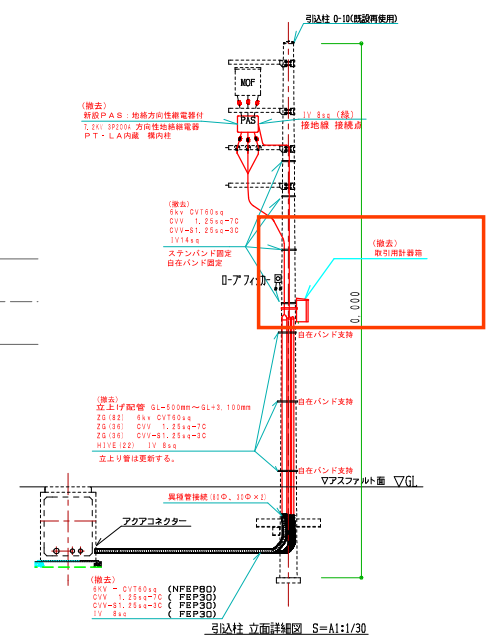 引込柱 0-10(既設再使用)
MOF
(撤去)
新設PAS：地絡方向性継電器付
7.2KV 3P200A 方向性地絡継電器
PT・LA内蔵 構内柱
PAS
IV 8sq (緑)
接地線 接続点
(撤去)
6kv CVT60sq
CVV 1.25sq-7C
CVV-S1.25sq-3C
IV14sq
ステンバンド固定
自在バンド固定
(撤去)
取引用計器箱
ロープフィッカー
0.000
自在バンド支持
(撤去)
立上げ配管 GL-500mm～GL+3,100mm
ZG(82) 6kv CVT60sq
ZG(36) CVV 1.25sq-7C
ZG(36) CVV-S1.25sq-3C
HIVE(22) IV 8sq
立上り管は更新する。
自在バンド支持
自在バンド支持
▽アスファルト面 ▽GL
異種管接続(80Φ、30Φ×2)
アクアコネクター
(撤去)
6KV - CVT60sq (NFEP80)
CVV 1.25sq-7C ( FEP30)
CVV-S1.25sq-3C ( FEP30)
IV 8sq ( FEP30)
引込柱 立面詳細図 S=A1:1/30